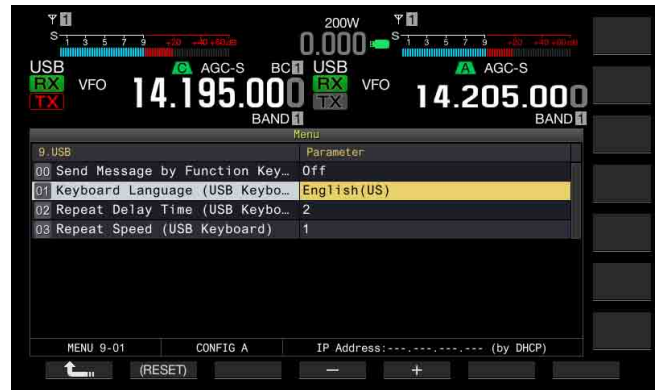 1 200W 1
S 1 3 5 7 9 +20 +40 +60dB 0.000 S 1 3 5 7 9 +20 +40 +60dB
USB C AGC-S BC1 USB A AGC-S
RX VFO 14.195.000 RX VFO 14.205.000
TX TX
BAND1 BAND1
Menu
9.USB Parameter
00 Send Message by Function Key… Off
01 Keyboard Language (USB Keybo… English(US)
02 Repeat Delay Time (USB Keybo… 2
03 Repeat Speed (USB Keyboard) 1
MENU 9-01 CONFIG A IP Address:---.---.---.--- (by DHCP)
(RESET) − +